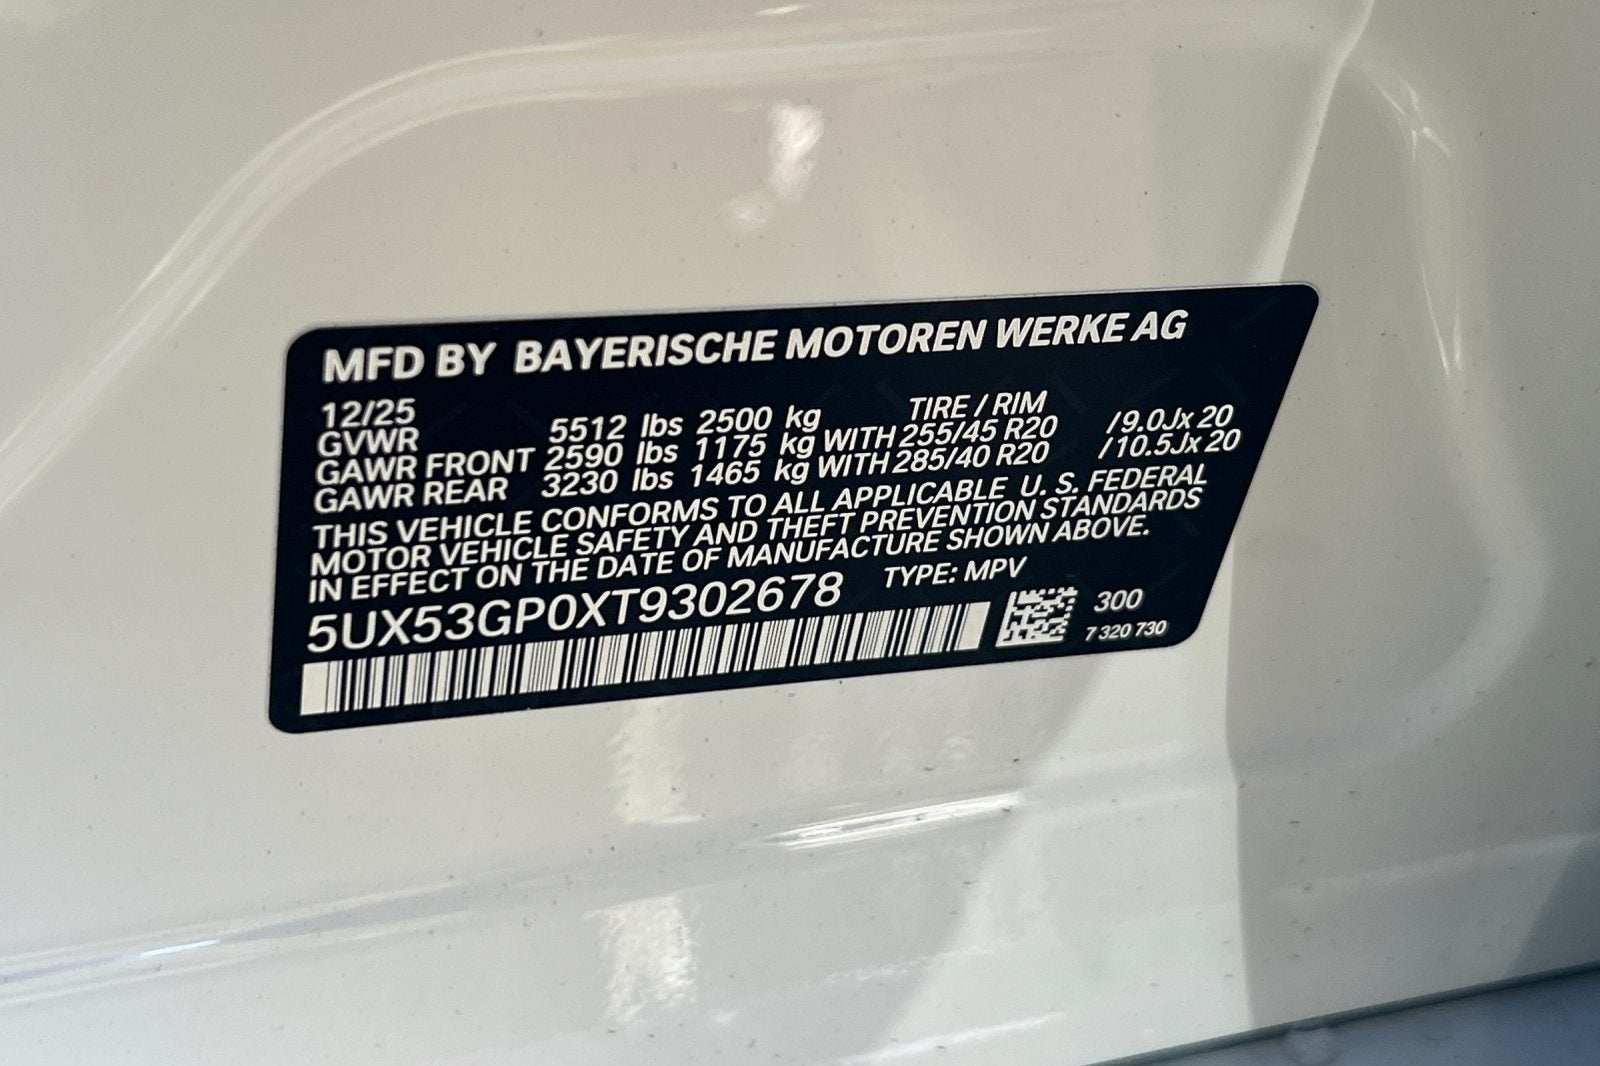 MFD BY BAYERISCHE MOTOREN WERKE AG
12/25 TIRE / RIM
GVWR 5512 lbs 2500 kg
GAWR FRONT 2590 lbs 1175 kg WITH 255/45 R20 /9.0Jx 20
GAWR REAR 3230 lbs 1465 kg WITH 285/40 R20 /10.5Jx 20
THIS VEHICLE CONFORMS TO ALL APPLICABLE U. S. FEDERAL
MOTOR VEHICLE SAFETY AND THEFT PREVENTION STANDARDS
IN EFFECT ON THE DATE OF MANUFACTURE SHOWN ABOVE.
5UX53GP0XT9302678 TYPE: MPV
300
7 320 730